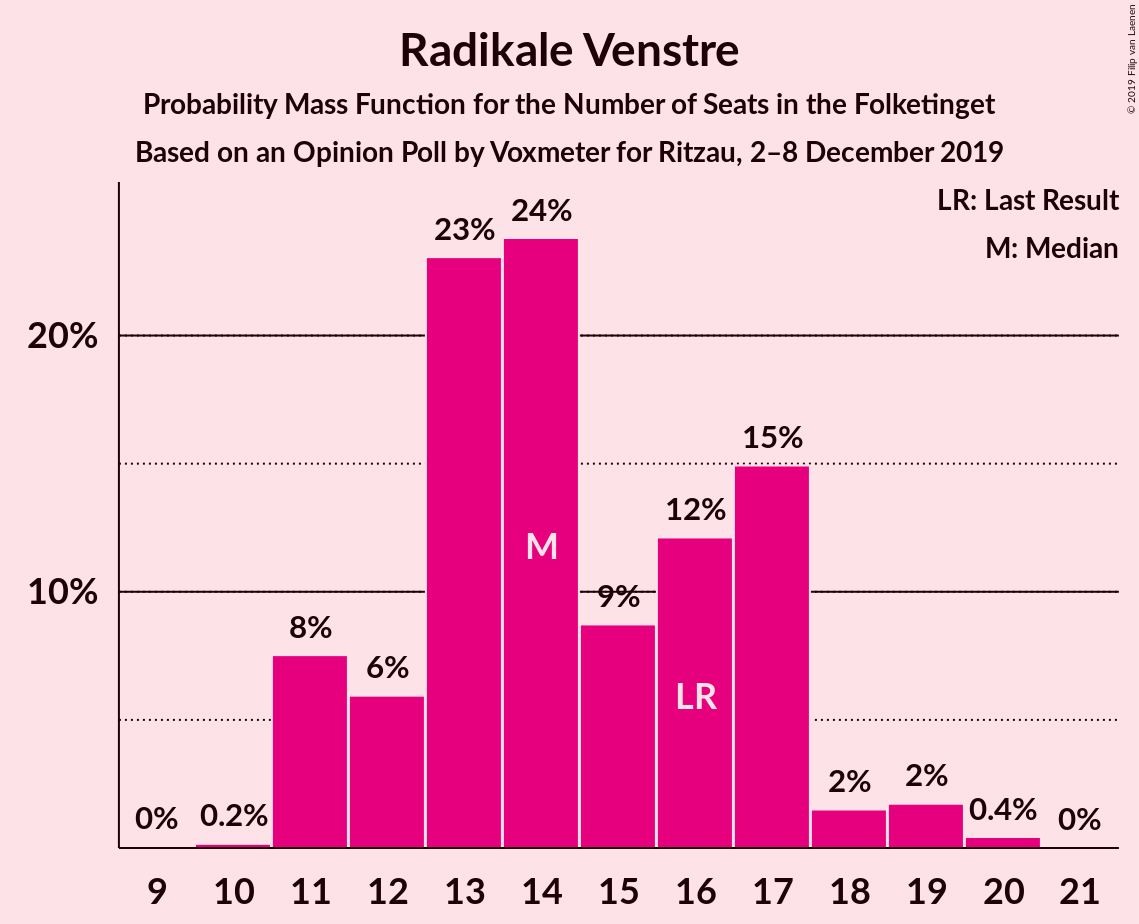 Radikale Venstre
Probability Mass Function for the Number of Seats in the Folketinget
Based on an Opinion Poll by Voxmeter for Ritzau, 2–8 December 2019
© 2019 Filip van Laenen
LR: Last Result
M: Median
20%
10%
0%
0.2%
8%
6%
23%
24%
9%
12%
15%
2%
2%
0.4%
0%
M
LR
9 10 11 12 13 14 15 16 17 18 19 20 21